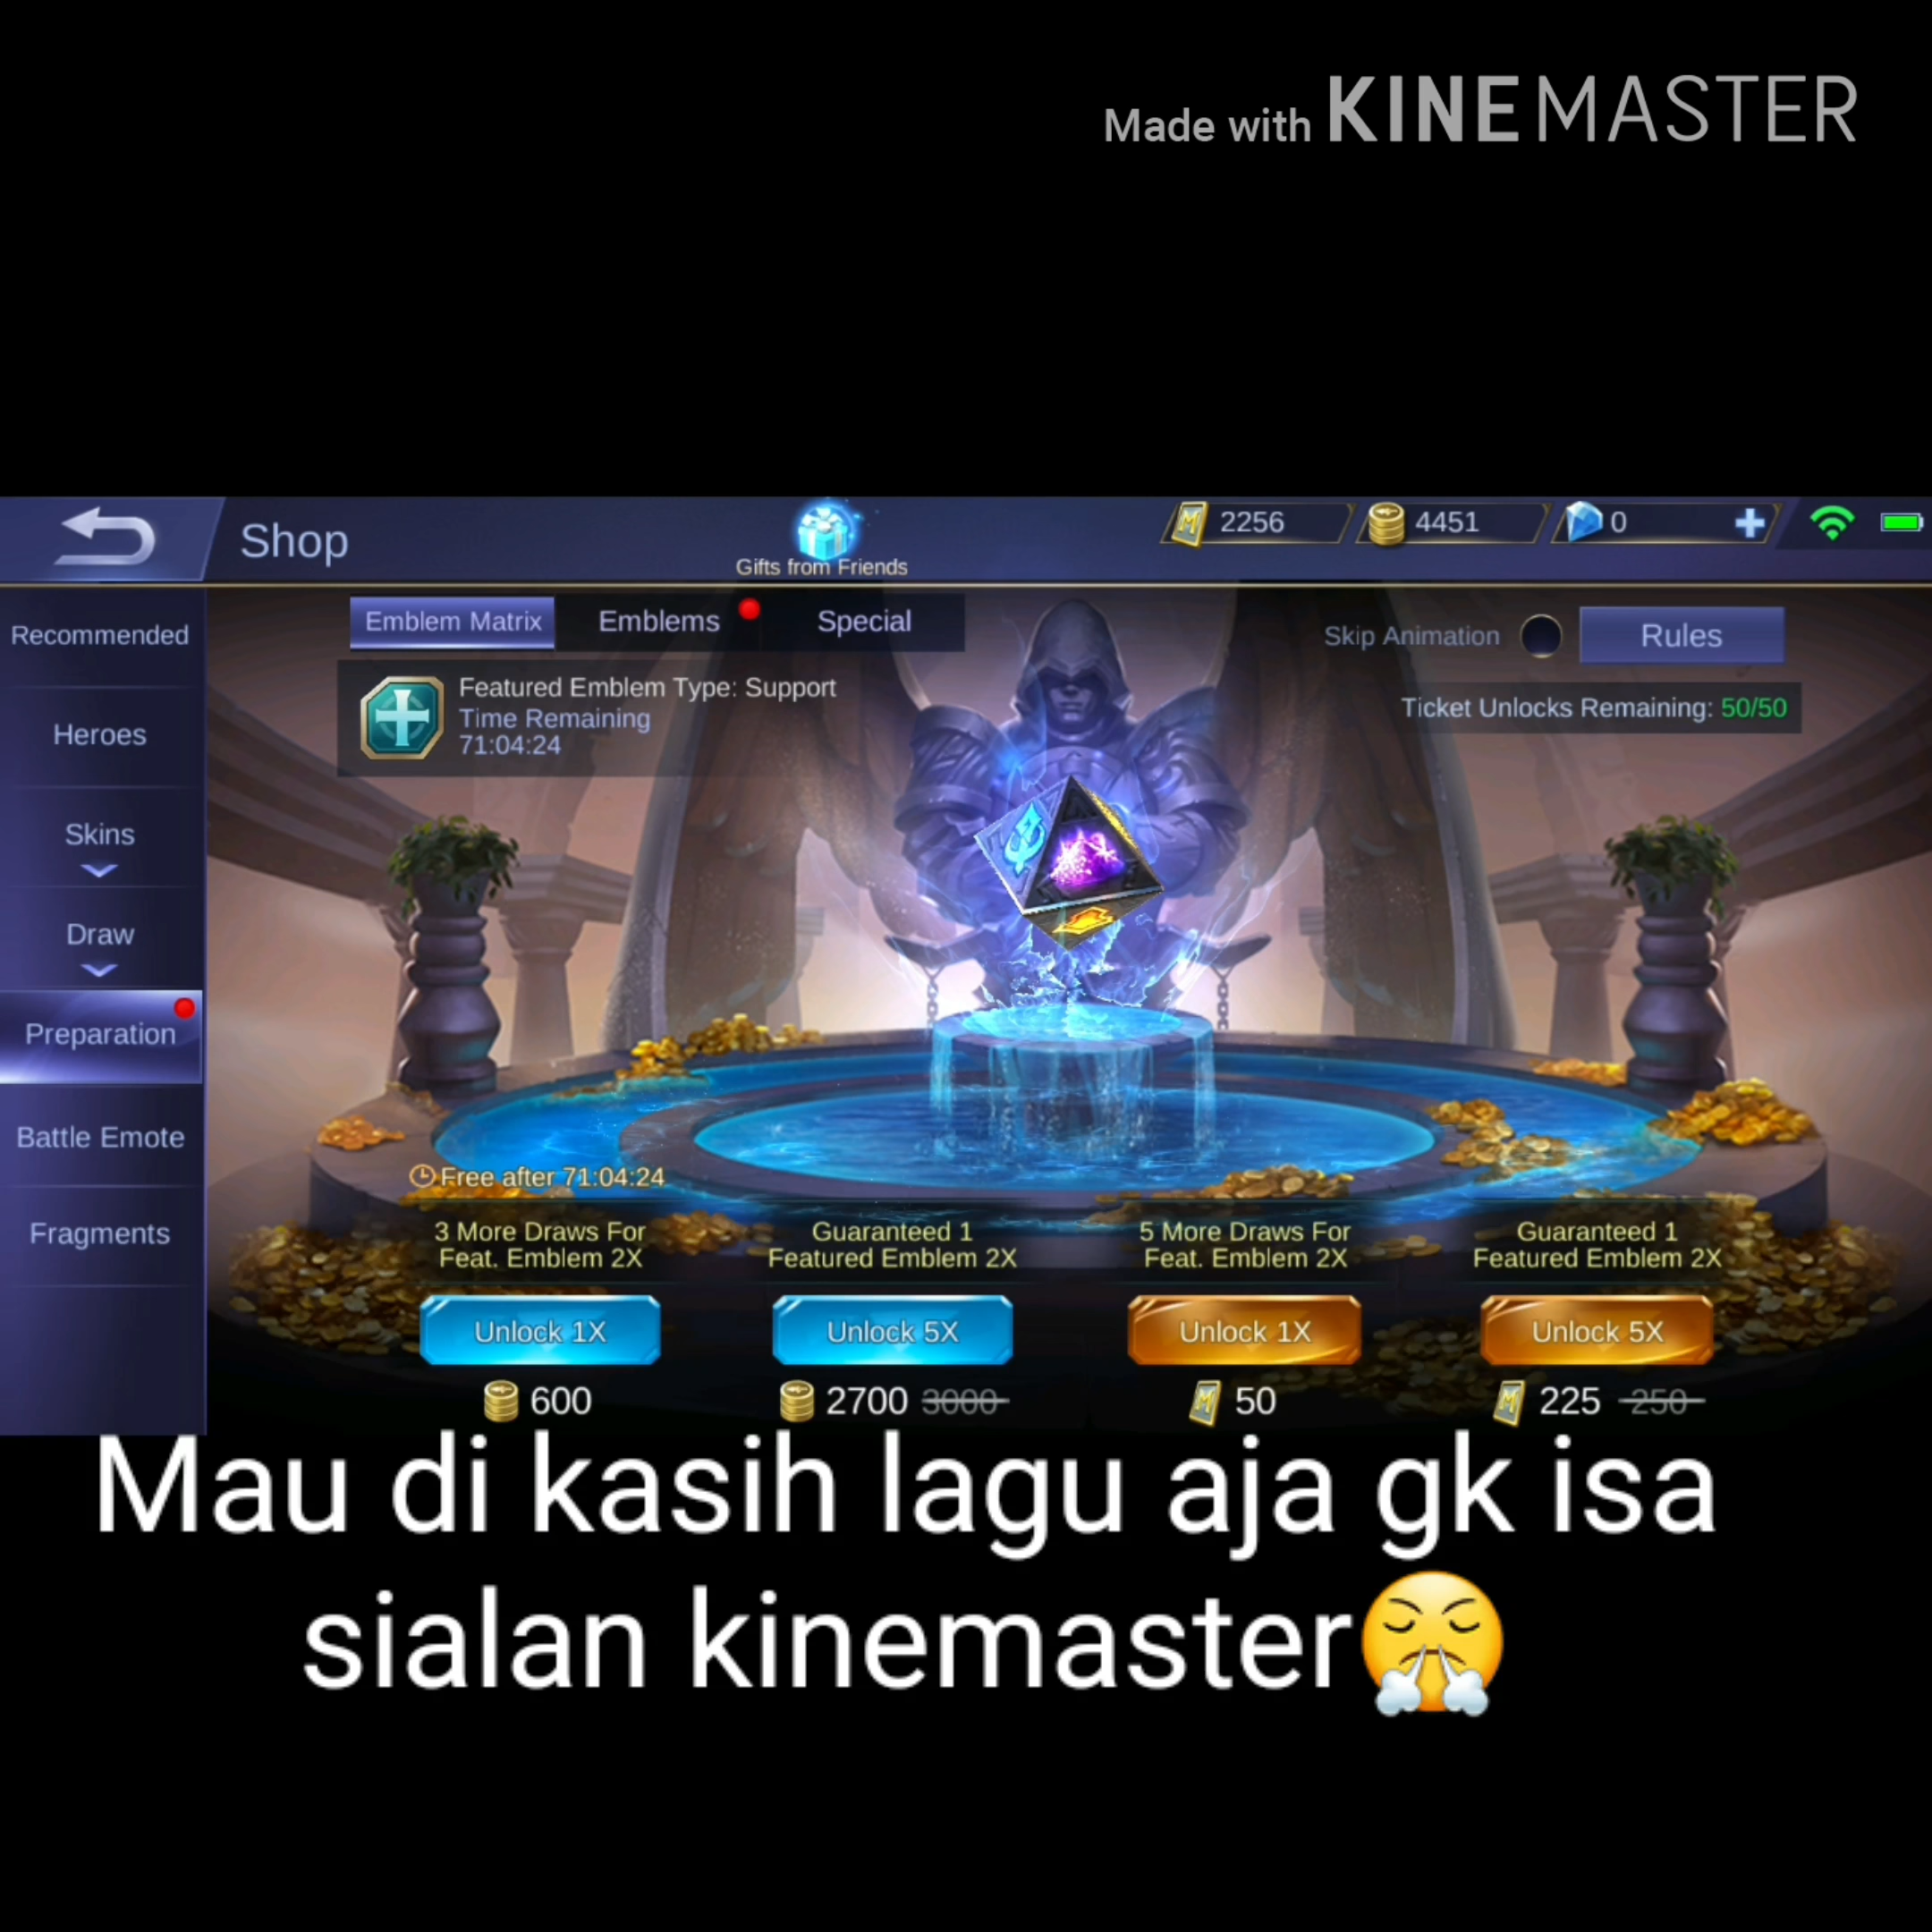 Made with KINEMASTER
Shop
Gifts from Friends
2256
4451
0
Recommended
Heroes
Skins
Draw
Preparation
Battle Emote
Fragments
Emblem Matrix
Emblems
Special
Skip Animation
Rules
Featured Emblem Type: Support
Time Remaining
71:04:24
Ticket Unlocks Remaining: 50/50
Free after 71:04:24
3 More Draws For
Feat. Emblem 2X
Unlock 1X
600
Guaranteed 1
Featured Emblem 2X
Unlock 5X
2700 3000
5 More Draws For
Feat. Emblem 2X
Unlock 1X
50
Guaranteed 1
Featured Emblem 2X
Unlock 5X
225 250
Mau di kasih lagu aja gk isa
sialan kinemaster😤